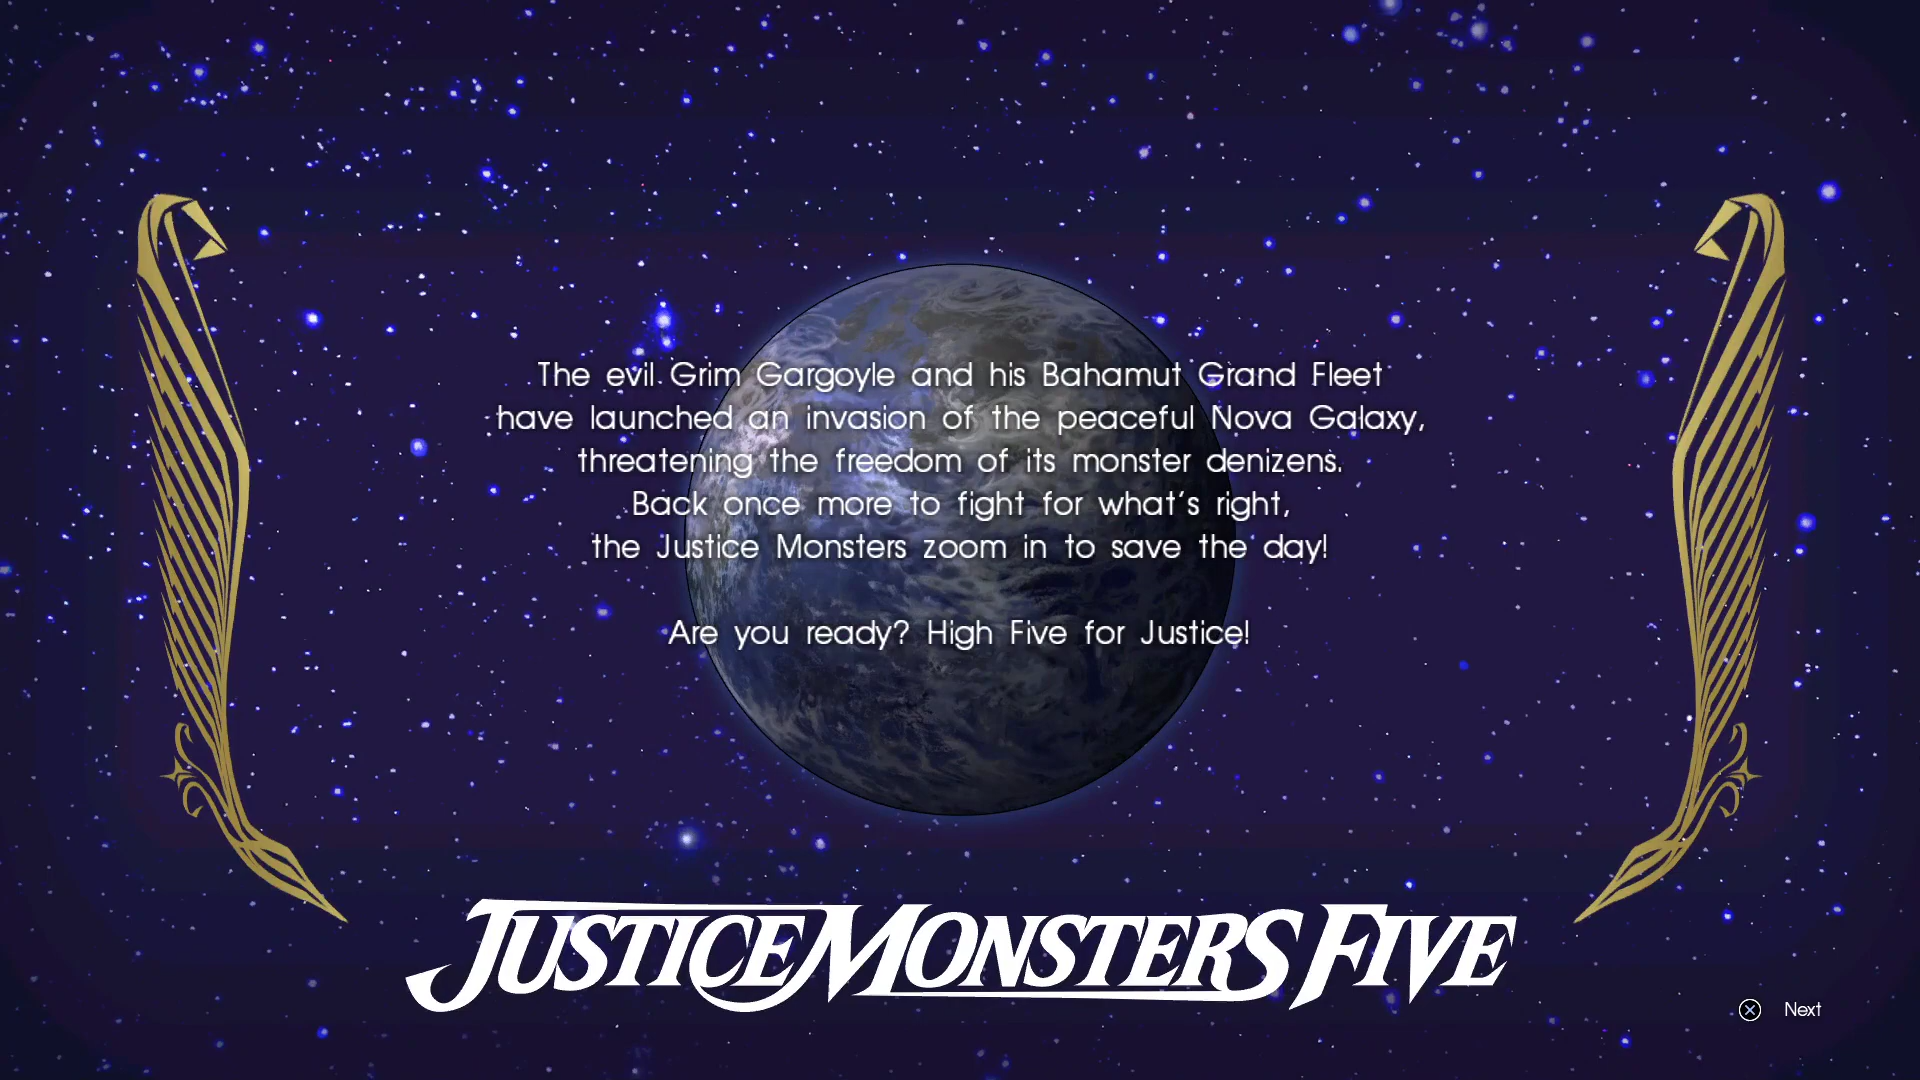 The evil Grim Gargoyle and his Bahamut Grand Fleet
have launched an invasion of the peaceful Nova Galaxy,
threatening the freedom of its monster denizens.
Back once more to fight for what's right,
the Justice Monsters zoom in to save the day!
Are you ready? High Five for Justice!
JUSTICE MONSTERS FIVE
Next